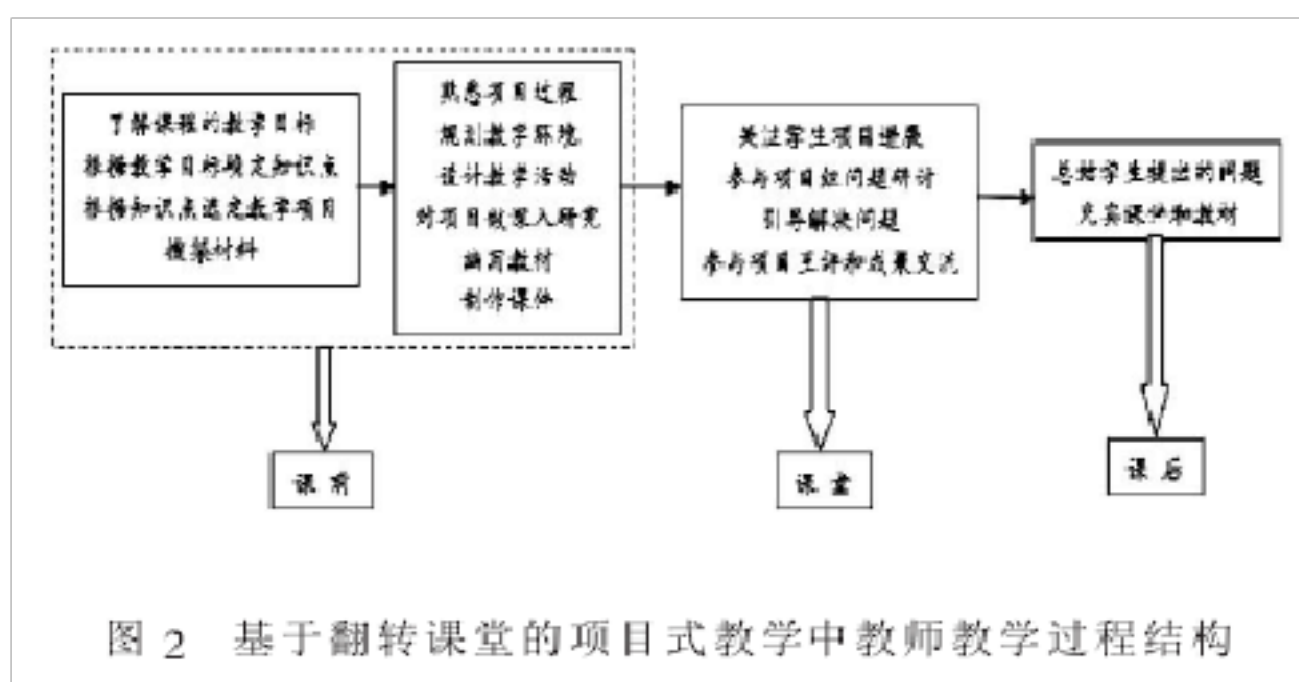 了解课程的教学目标
根据教学目标确定知识点
根据知识点选定教学项目
搜集材料
熟悉项目过程
规划教学环境
设计教学活动
对项目做深入研究
编写教材
制作课件
关注学生项目进展
参与项目组问题研讨
引导解决问题
参与项目互评和成果交流
总结学生提出的问题
充实课件和教材
课前
课堂
课后
图 2 基于翻转课堂的项目式教学中教师教学过程结构